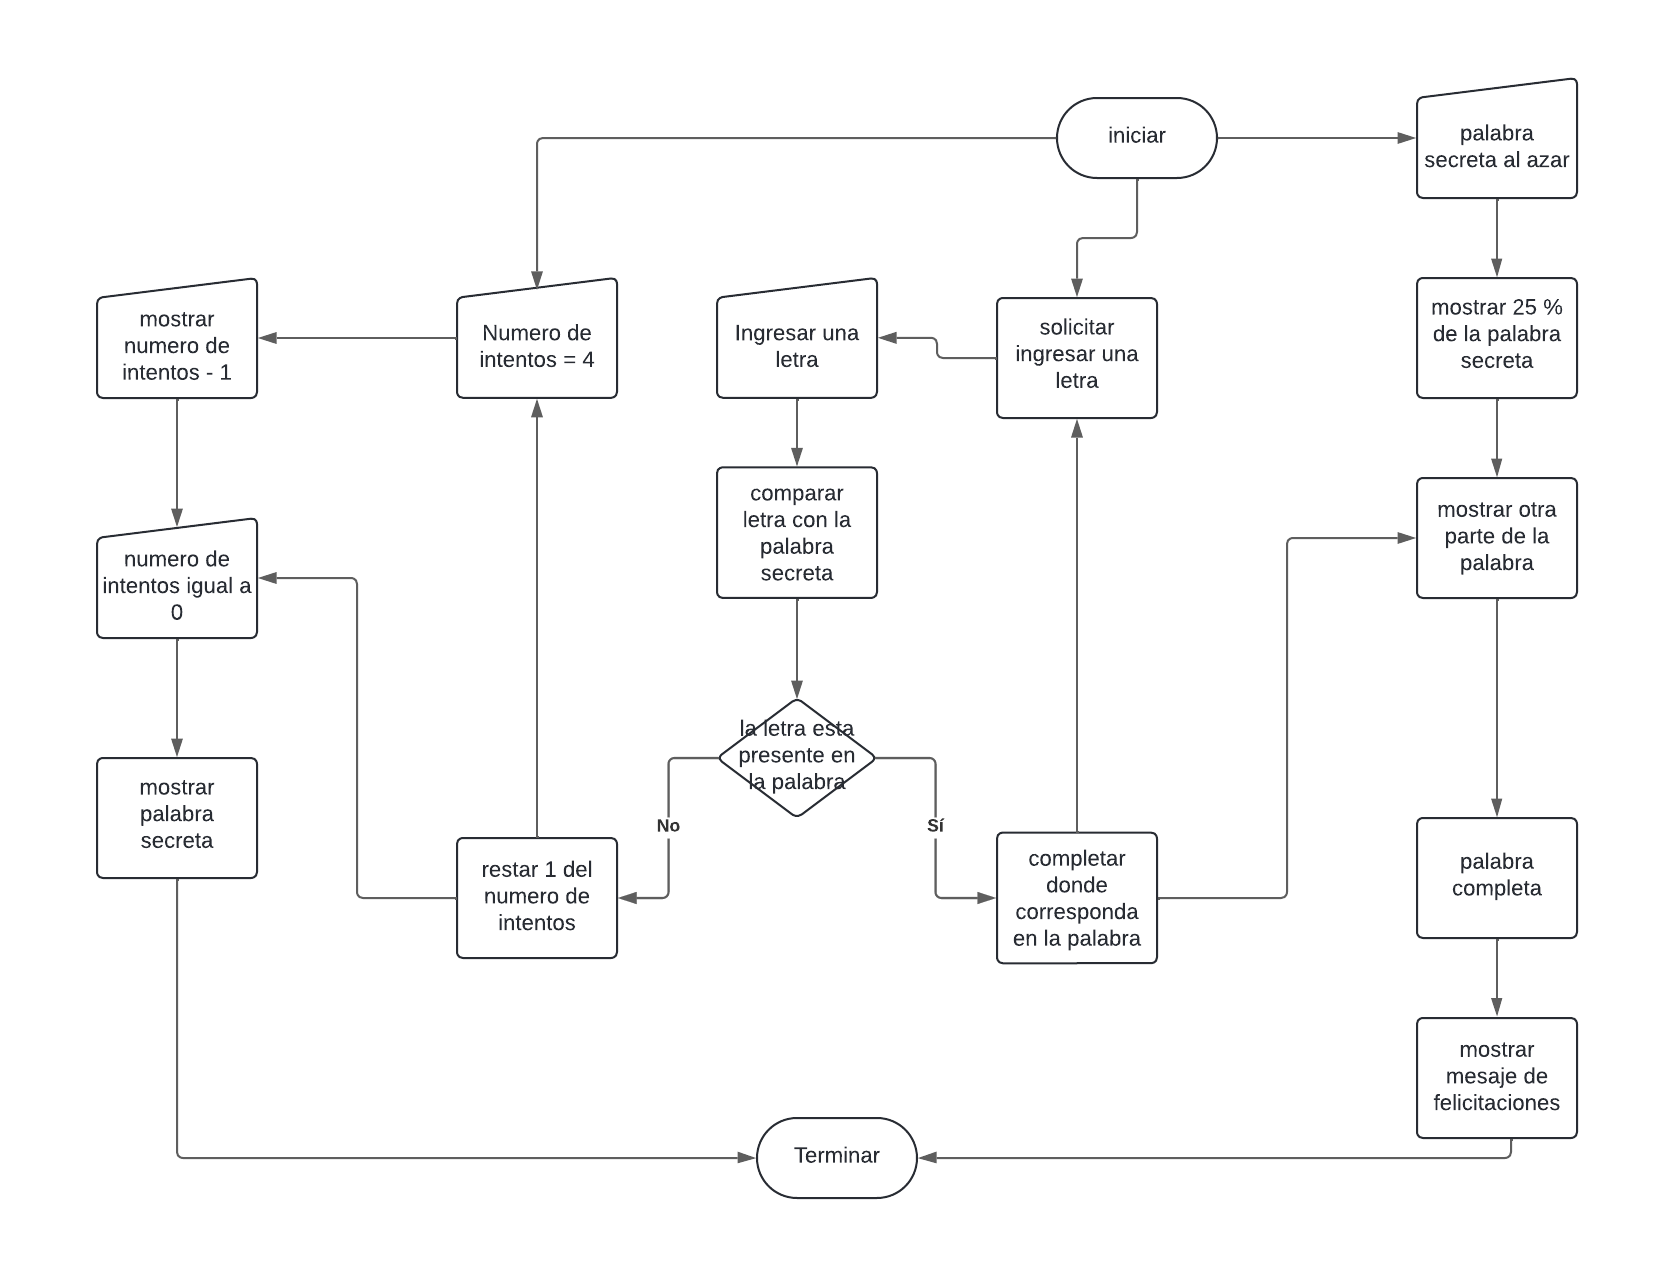 iniciar
palabra
secreta al azar
mostrar
numero de
intentos - 1
Numero de
intentos = 4
Ingresar una
letra
solicitar
ingresar una
letra
mostrar 25 %
de la palabra
secreta
comparar
letra con la
palabra
secreta
mostrar otra
parte de la
palabra
numero de
intentos igual a
0
la letra esta
presente en
la palabra
No
Sí
mostrar
palabra
secreta
restar 1 del
numero de
intentos
completar
donde
corresponda
en la palabra
palabra
completa
mostrar
mesaje de
felicitaciones
Terminar